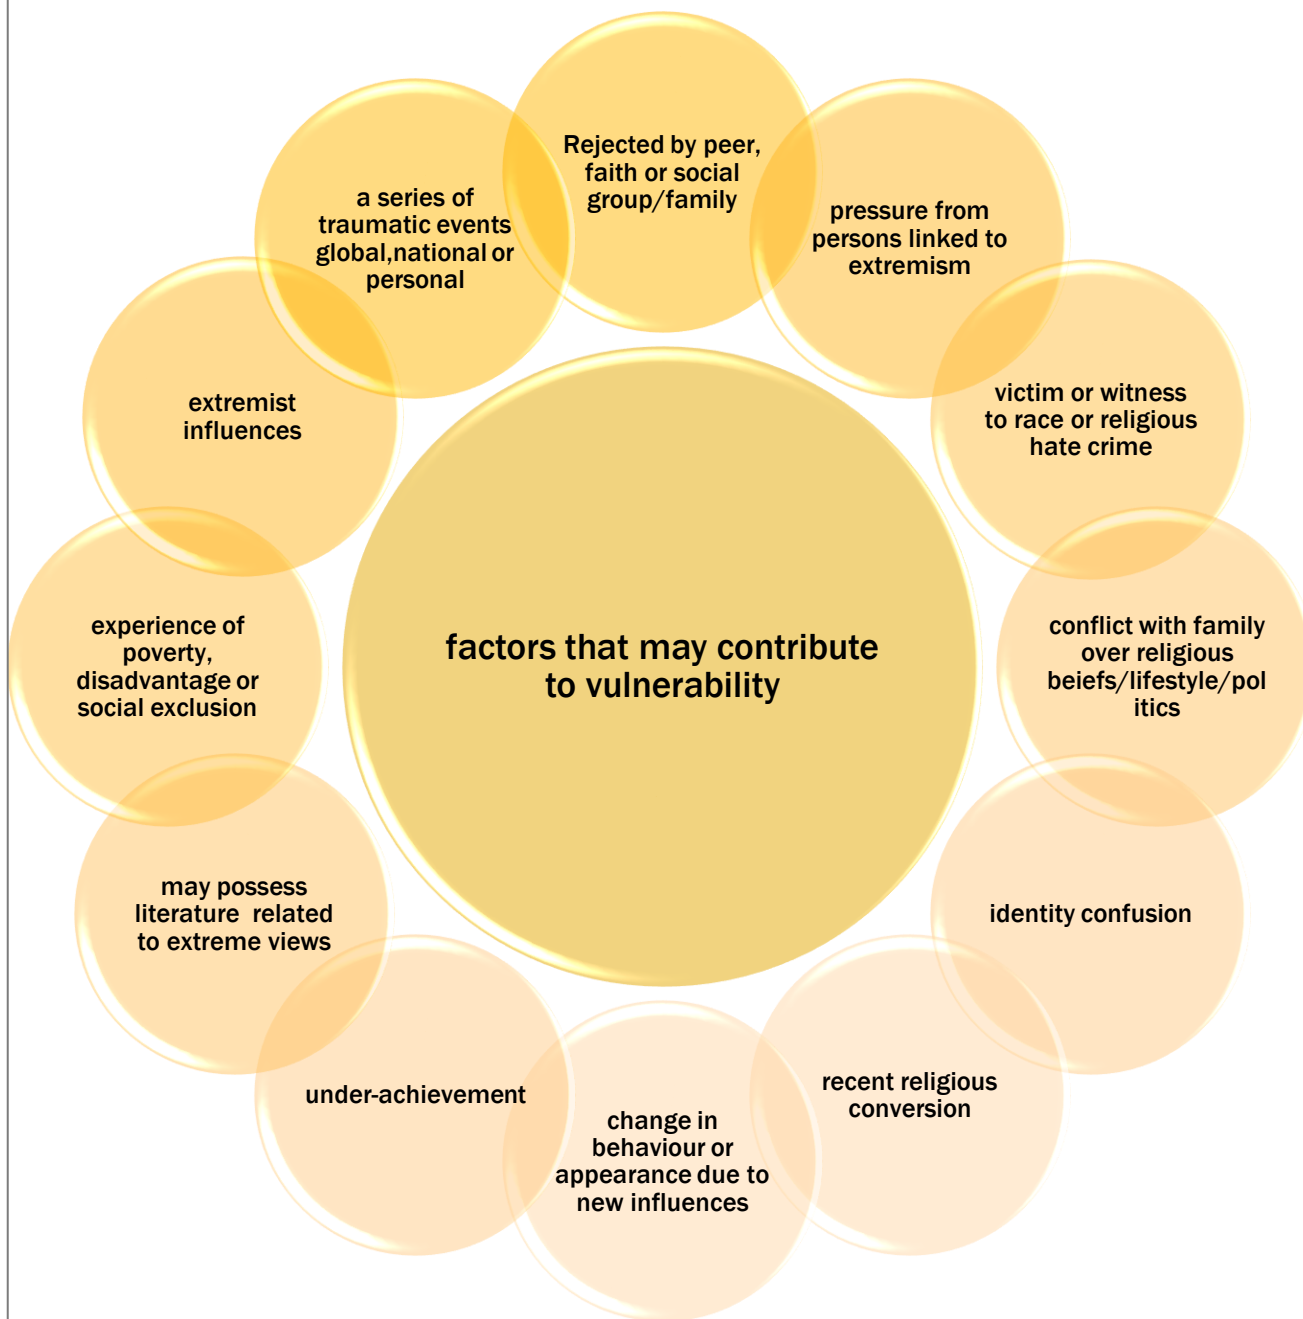 Rejected by peer,
faith or social
group/family
pressure from
persons linked to
extremism
victim or witness
to race or religious
hate crime
conflict with family
over religious
beiefs/lifestyle/pol
itics
identity confusion
recent religious
conversion
change in
behaviour or
appearance due to
new influences
under-achievement
may possess
literature related
to extreme views
experience of
poverty,
disadvantage or
social exclusion
extremist
influences
a series of
traumatic events
global,national or
personal
factors that may contribute
to vulnerability